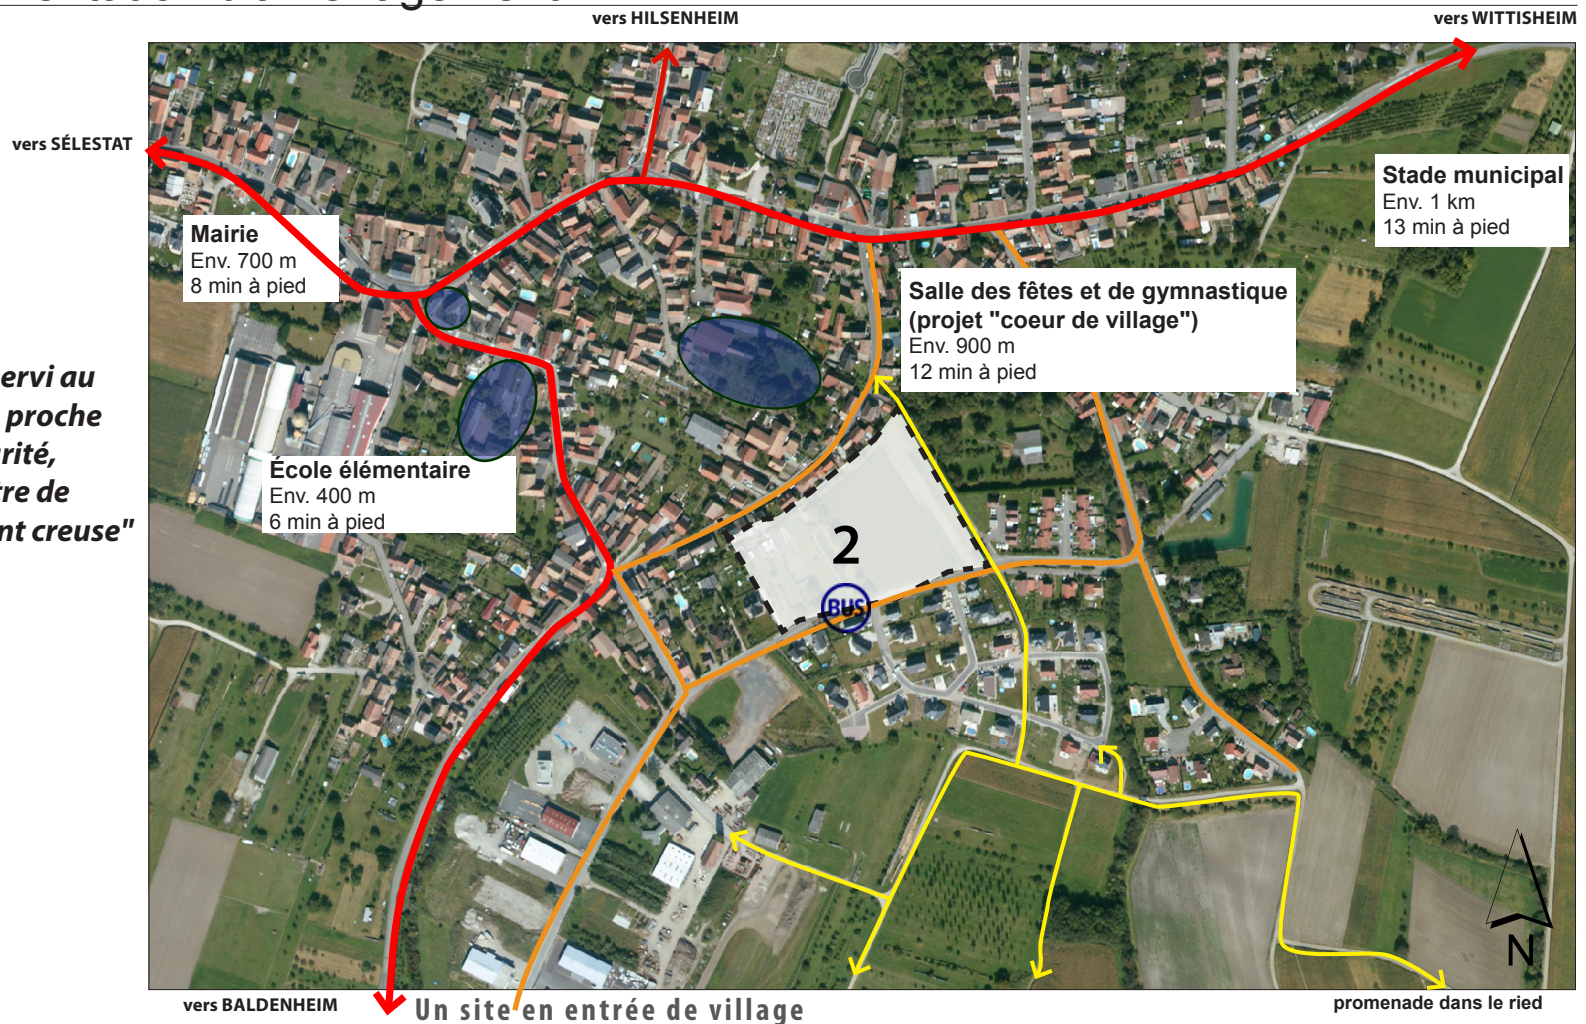 vers HILSENHEIM
vers WITTISHEIM
vers SÉLESTAT
Stade municipal
Env. 1 km
13 min à pied
Mairie
Env. 700 m
8 min à pied
Salle des fêtes et de gymnastique
(projet "coeur de village")
Env. 900 m
12 min à pied
ervi au
proche
rité,
tre de
nt creuse"
École élémentaire
Env. 400 m
6 min à pied
2
BUS
N
vers BALDENHEIM
Un site en entrée de village
promenade dans le ried